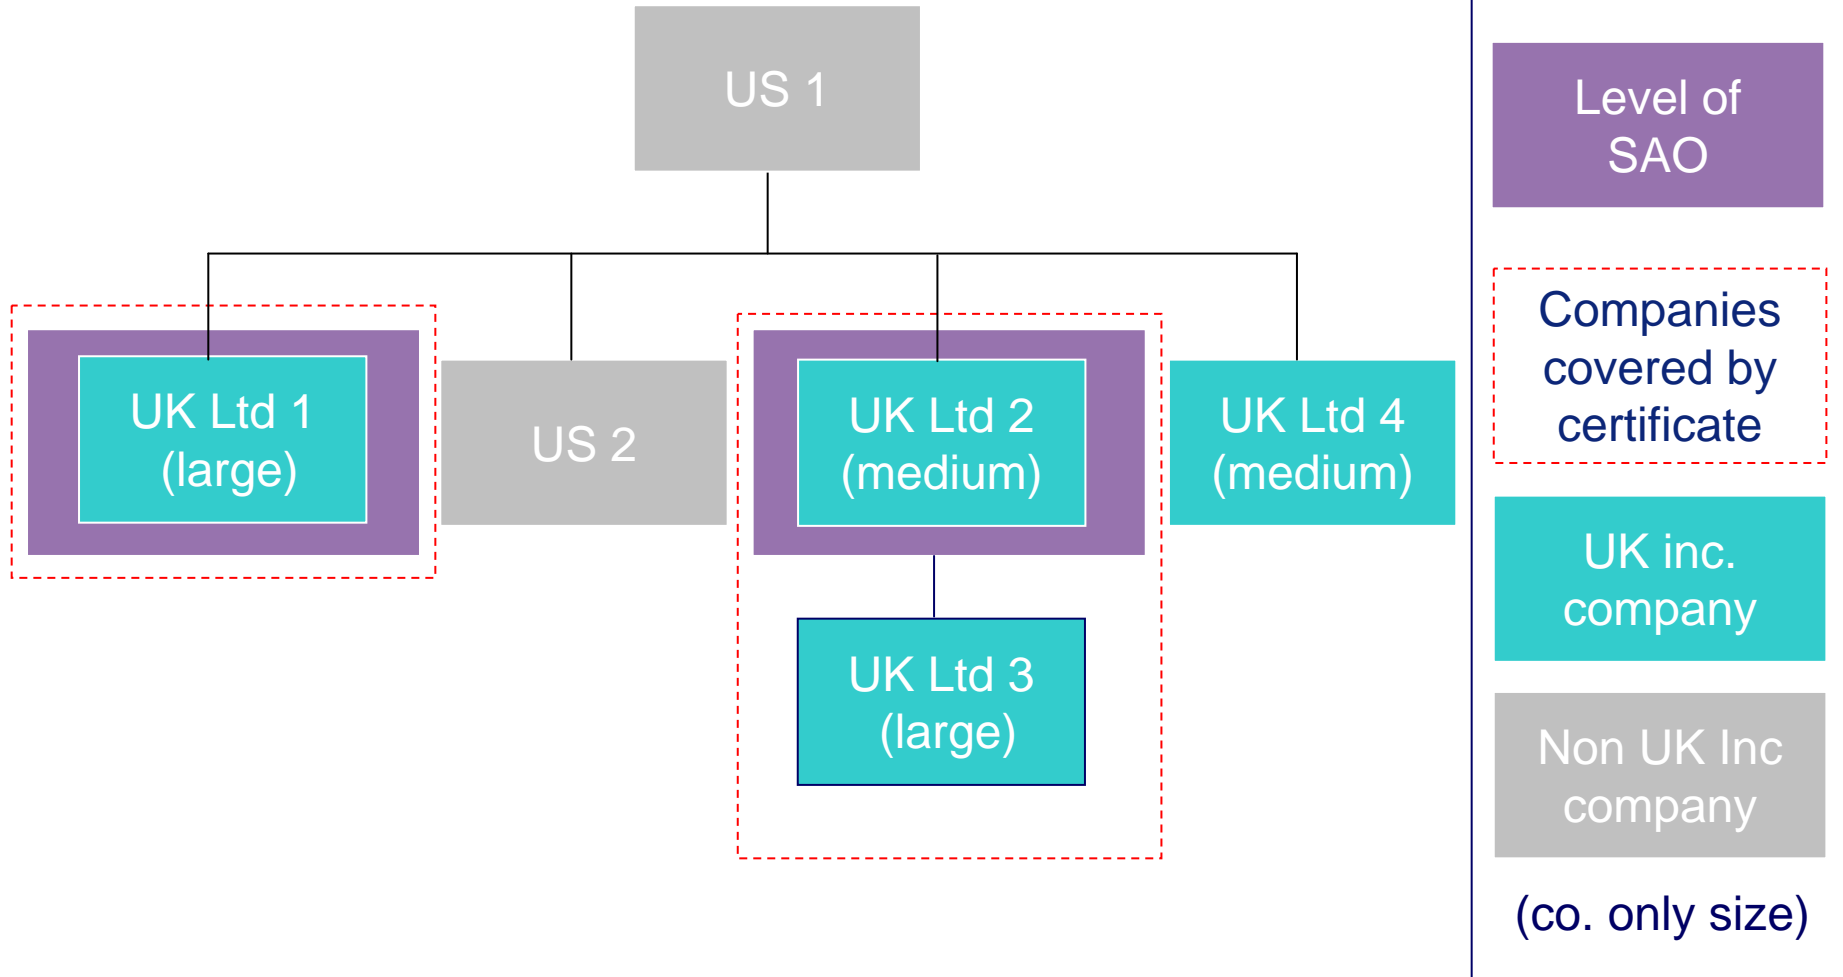 US 1
UK Ltd 1
(large)
US 2
UK Ltd 2
(medium)
UK Ltd 4
(medium)
UK Ltd 3
(large)
Level of
SAO
Companies
covered by
certificate
UK inc.
company
Non UK Inc
company
(co. only size)